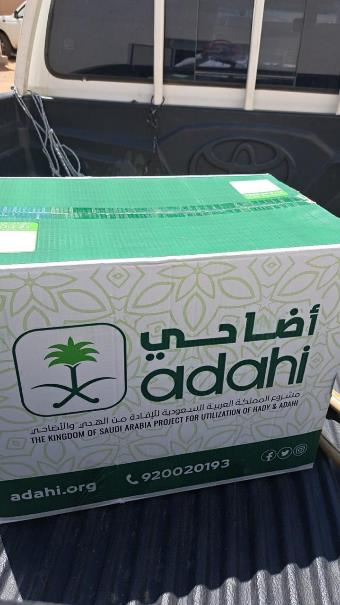 أضاحي
adahi
مشروع المملكة العربية السعودية للإفادة من الهدي والأضاحي
THE KINGDOM OF SAUDI ARABIA PROJECT FOR UTILIZATION OF HADY & ADAHI
adahi.org
920020193